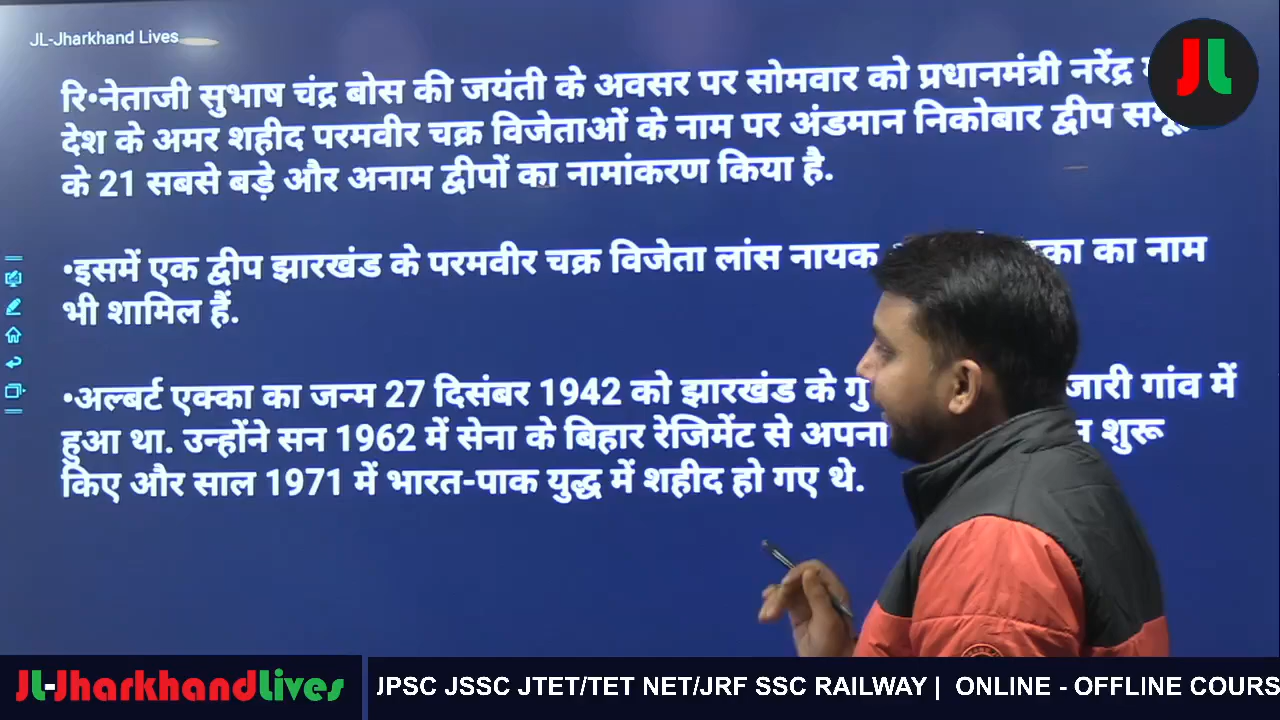 JL-Jharkhand Lives
JL
रि•नेताजी सुभाष चंद्र बोस की जयंती के अवसर पर सोमवार को प्रधानमंत्री नरेंद्र
देश के अमर शहीद परमवीर चक्र विजेताओं के नाम पर अंडमान निकोबार द्वीप समूह
के 21 सबसे बड़े और अनाम द्वीपों का नामांकरण किया है.
•इसमें एक द्वीप झारखंड के परमवीर चक्र विजेता लांस नायक का नाम
भी शामिल हैं.
•अल्बर्ट एक्का का जन्म 27 दिसंबर 1942 को झारखंड के जारी गांव में
हुआ था. उन्होंने सन 1962 में सेना के बिहार रेजिमेंट से अपना शुरू
किए और साल 1971 में भारत-पाक युद्ध में शहीद हो गए थे.
JL-JharkhandLives
JPSC JSSC JTET/TET NET/JRF SSC RAILWAY | ONLINE - OFFLINE COURS